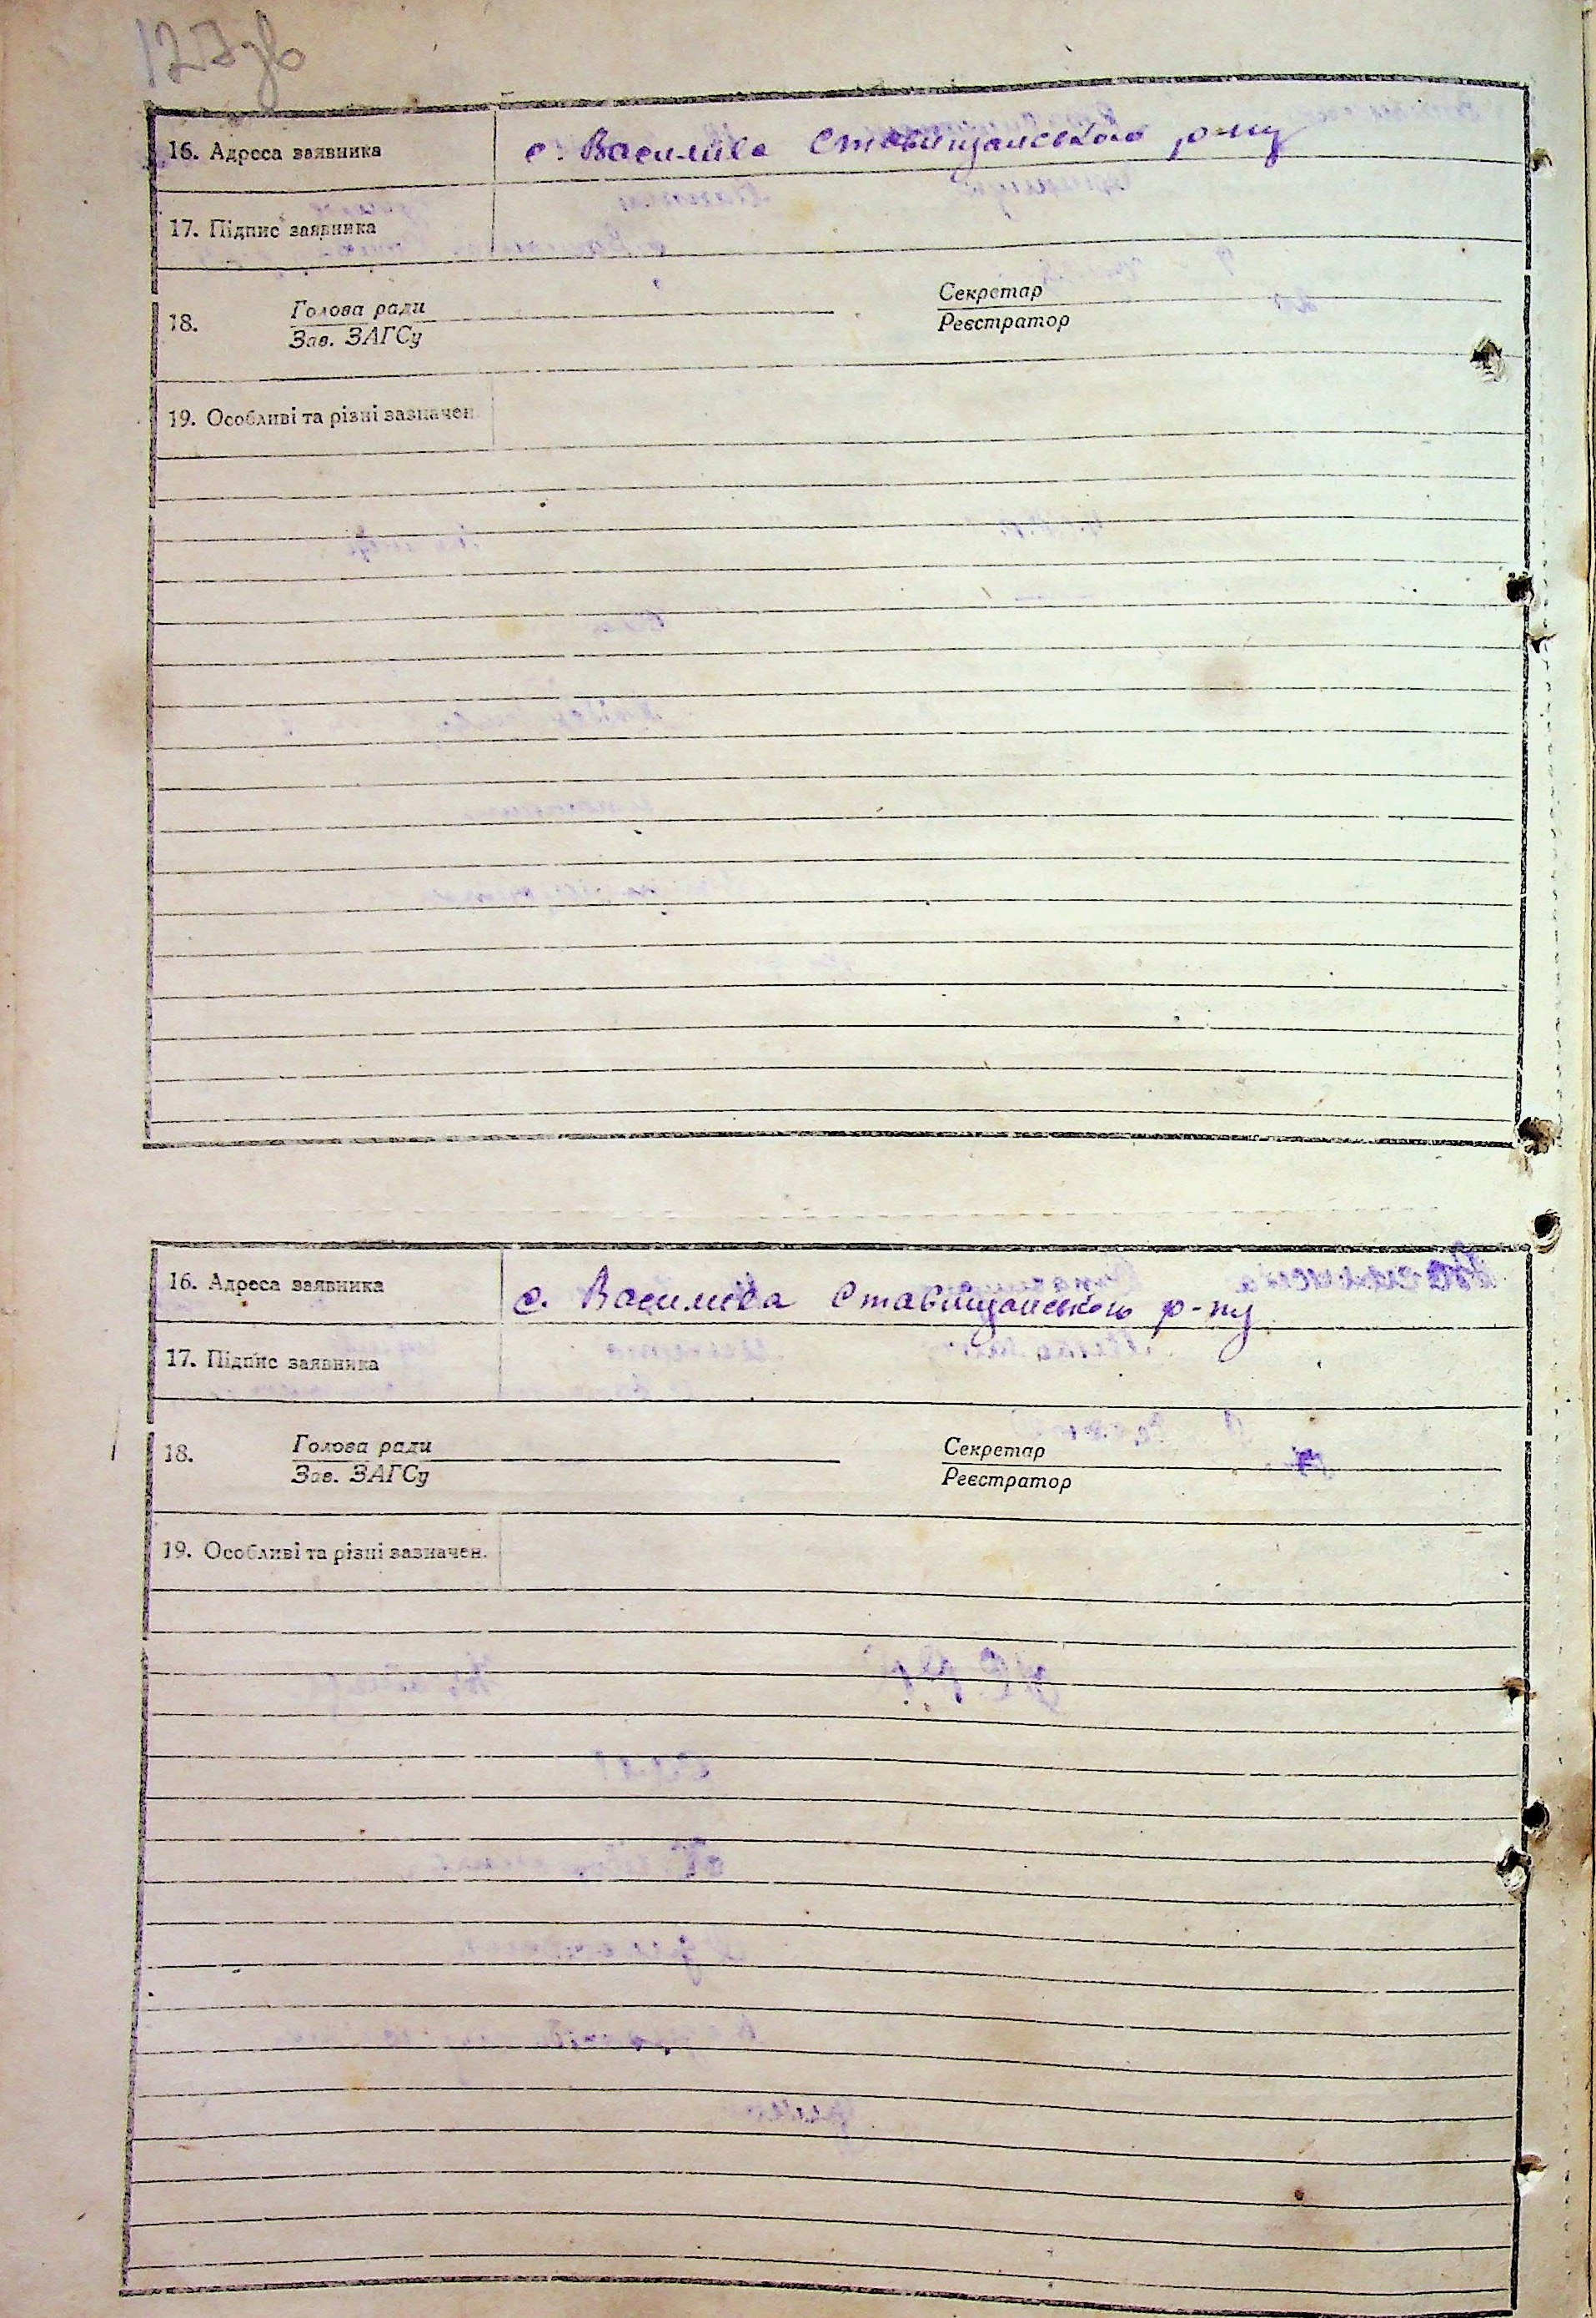 127зв
16. Адреса заявника с. Василиха Ставищанського р-ну
17. Підпис заявника
18. Голова ради Секретар
Зав. ЗАГСу Реєстратор
19. Особливі та різні зазначен.
16. Адреса заявника с. Василиха Ставищанського р-ну
17. Підпис заявника
18. Голова ради Секретар
Зав. ЗАГСу Реєстратор
19. Особливі та різні зазначен.